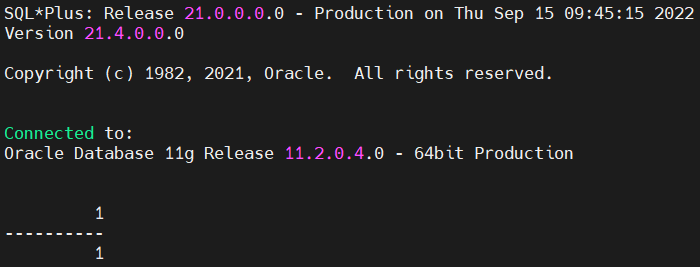 SQL*Plus: Release 21.0.0.0.0 - Production on Thu Sep 15 09:45:15 2022
Version 21.4.0.0.0
Copyright (c) 1982, 2021, Oracle.  All rights reserved.
Connected to:
Oracle Database 11g Release 11.2.0.4.0 - 64bit Production
1
----------
1